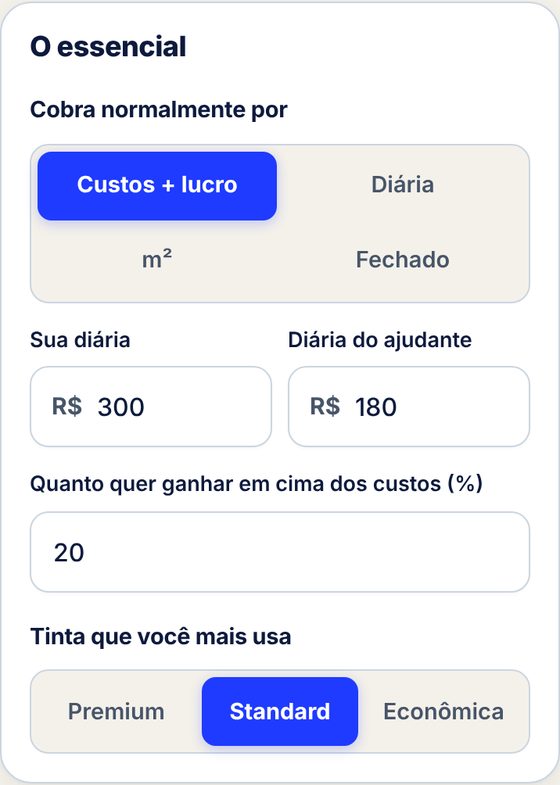 O essencial
Cobra normalmente por
Custos + lucro Diária
m² Fechado
Sua diária Diária do ajudante
R$ 300 R$ 180
Quanto quer ganhar em cima dos custos (%)
20
Tinta que você mais usa
Premium Standard Econômica